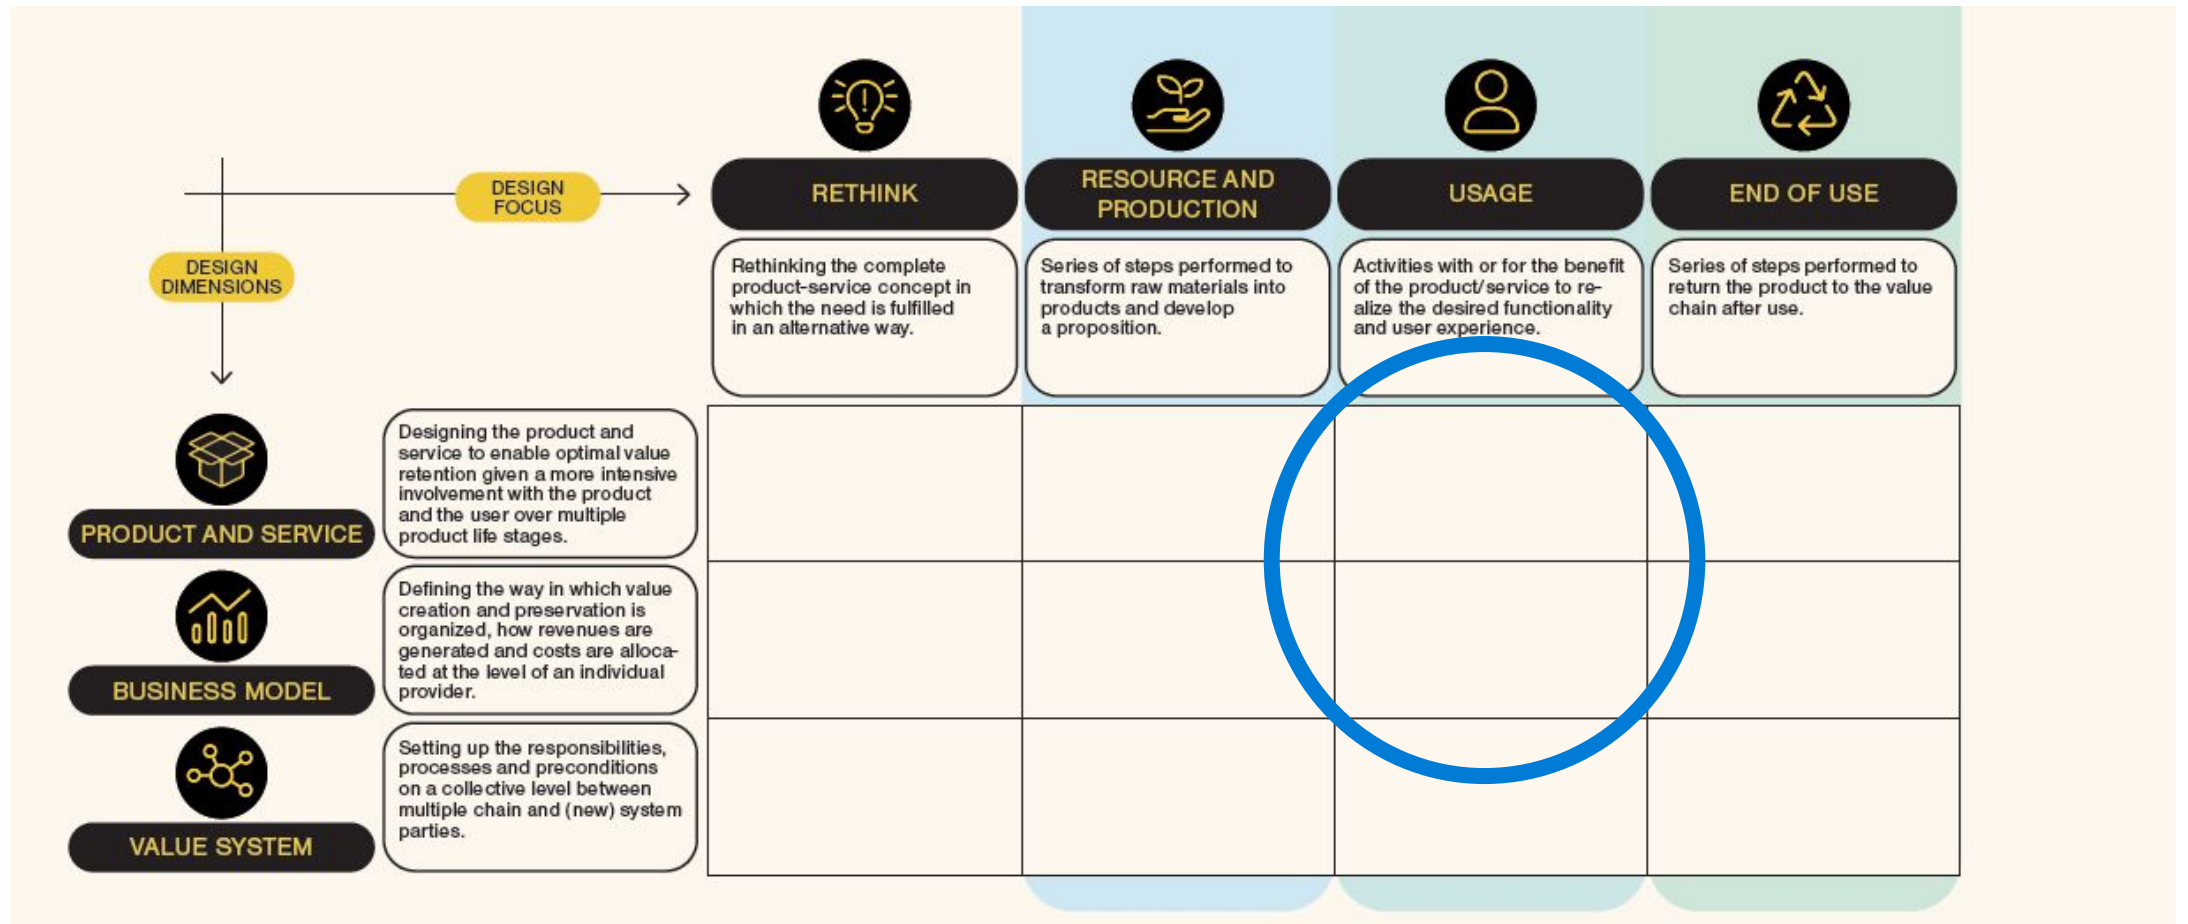 DESIGN
FOCUS
DESIGN
DIMENSIONS
RETHINK
RESOURCE AND
PRODUCTION
USAGE
END OF USE
Rethinking the complete
product-service concept in
which the need is fulfilled
in an alternative way.
Series of steps performed to
transform raw materials into
products and develop
a proposition.
Activities with or for the benefit
of the product/service to re-
alize the desired functionality
and user experience.
Series of steps performed to
return the product to the value
chain after use.
PRODUCT AND SERVICE
Designing the product and
service to enable optimal value
retention given a more intensive
involvement with the product
and the user over multiple
product life stages.
BUSINESS MODEL
Defining the way in which value
creation and preservation is
organized, how revenues are
generated and costs are alloca-
ted at the level of an individual
provider.
VALUE SYSTEM
Setting up the responsibilities,
processes and preconditions
on a collective level between
multiple chain and (new) system
parties.